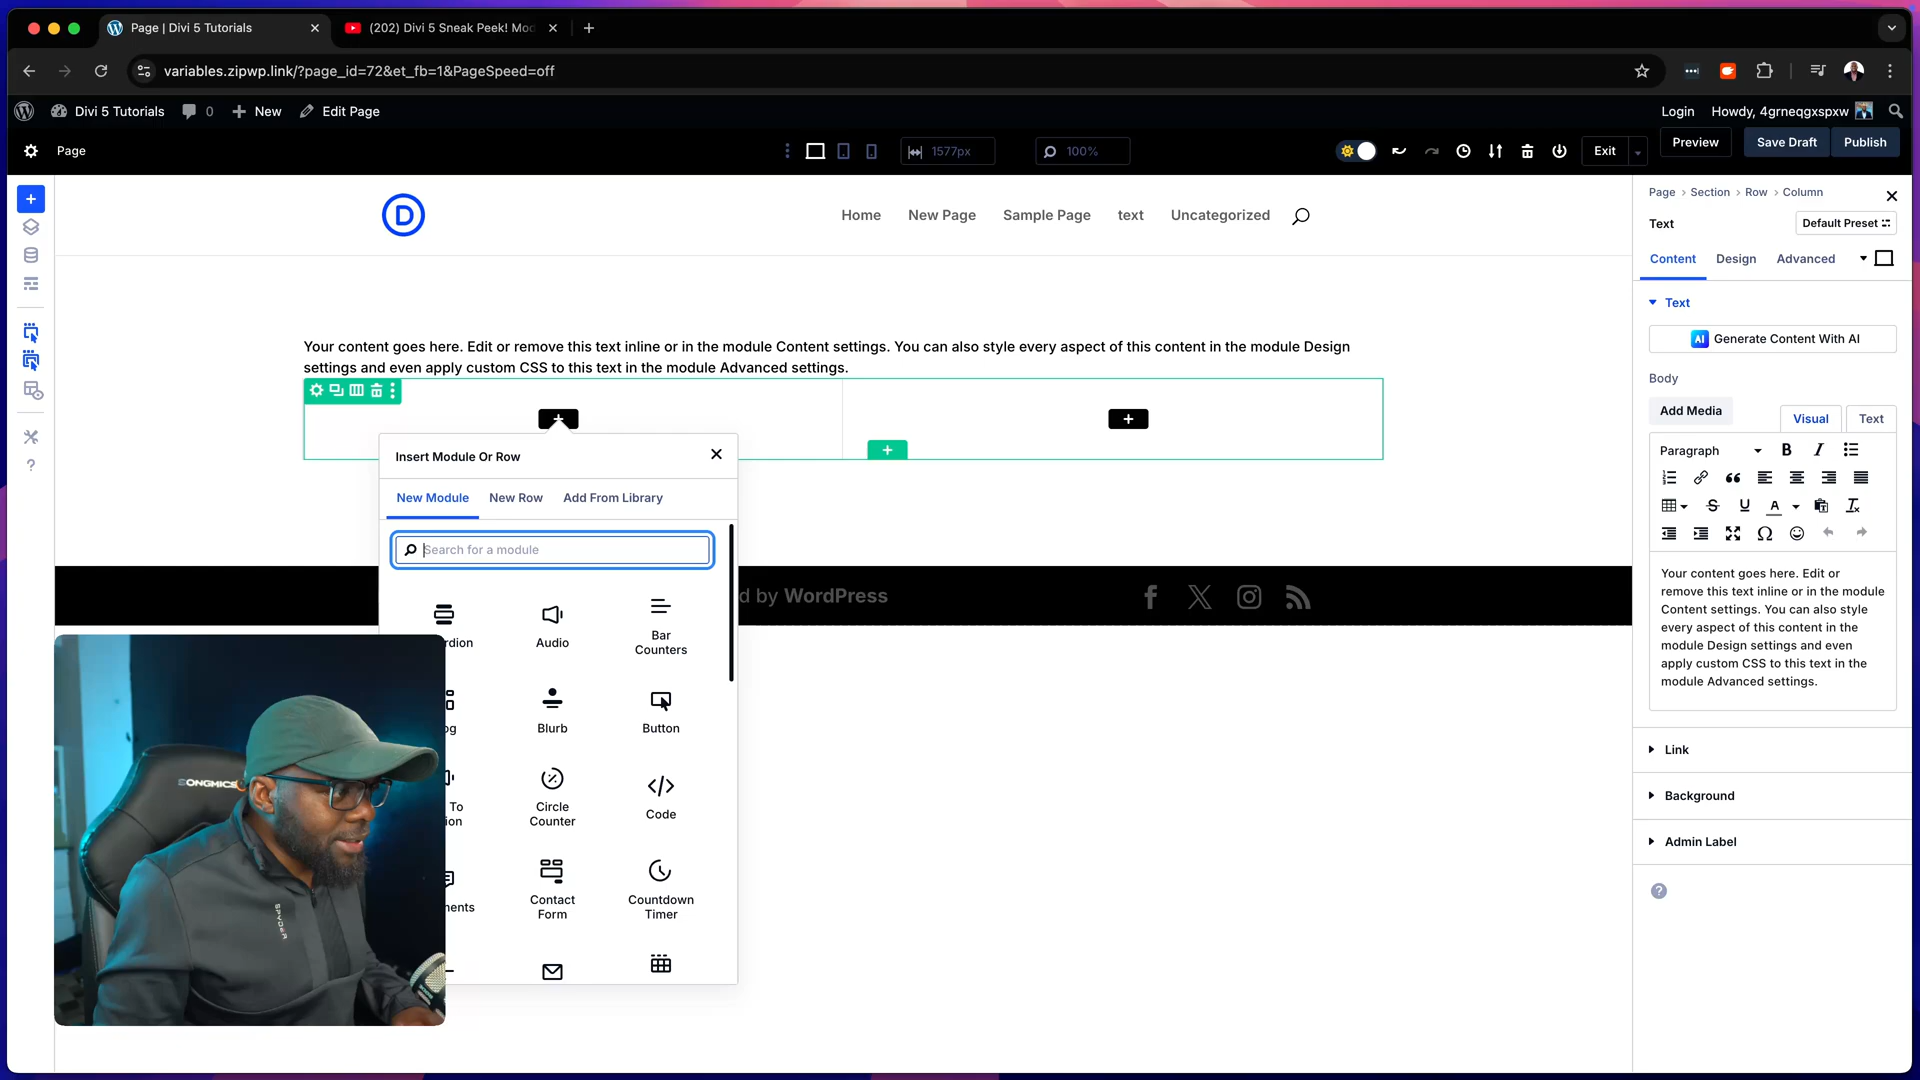 Page | Divi 5 Tutorials
(202) Divi 5 Sneak Peek! Mod
variables.zipwp.link/?page_id=72&et_fb=1&PageSpeed=off
Divi 5 Tutorials
0
New
Edit Page
Login
Howdy, 4grneqgxspxw
Page
1577px
100%
Exit
Preview
Save Draft
Publish
D
Home
New Page
Sample Page
text
Uncategorized
Your content goes here. Edit or remove this text inline or in the module Content settings. You can also style every aspect of this content in the module Design
settings and even apply custom CSS to this text in the module Advanced settings.
Insert Module Or Row
New Module
New Row
Add From Library
Search for a module
rdion
Audio
Bar
Counters
og
Blurb
Button
To
ion
Circle
Counter
Code
nents
Contact
Form
Countdown
Timer
d by WordPress
SONGMICS
SPYDER
Page > Section > Row > Column
Text
Default Preset
Content
Design
Advanced
Text
AI Generate Content With AI
Body
Add Media
Visual
Text
Paragraph
Your content goes here. Edit or
remove this text inline or in the module
Content settings. You can also style
every aspect of this content in the
module Design settings and even
apply custom CSS to this text in the
module Advanced settings.
Link
Background
Admin Label